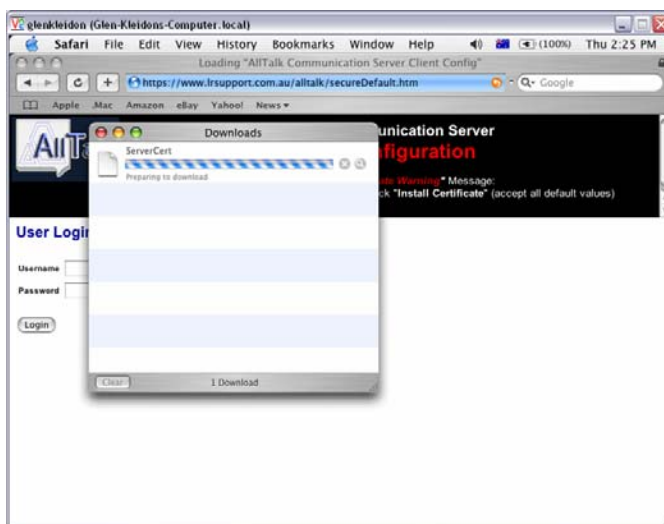 glenkleidon (Glen-Kleidons-Computer.local)
Safari File Edit View History Bookmarks Window Help (100%) Thu 2:25 PM
Loading "AllTalk Communication Server Client Config"
https://www.lrsupport.com.au/alltalk/secureDefault.htm
Google
Apple .Mac Amazon eBay Yahoo! News
AllTa
unication Server
figuration
Warning" Message:
ck "Install Certificate" (accept all default values)
Downloads
ServerCert
Preparing to download
Clear
1 Download
User Login
Username
Password
Login